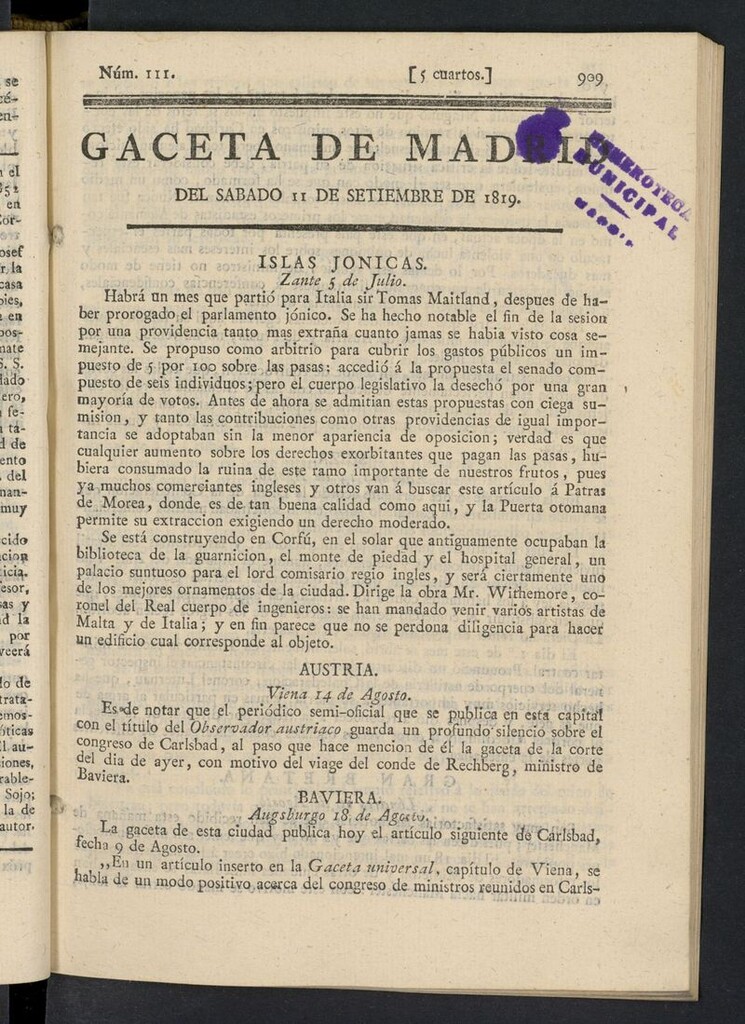 Núm. 111.
[5 cuartos.]
909
GACETA DE MADRID
HEMEROTECA
MUNICIPAL
DEL SABADO 11 DE SETIEMBRE DE 1819.
ISLAS JONICAS.
Zante 5 de Julio.
Habrá un mes que partió para Italia sir Tomas Maitland, despues de ha-
ber prorogado el parlamento jónico. Se ha hecho notable el fin de la sesion
por una providencia tanto mas extraña cuanto jamas se habia visto cosa se-
mejante. Se propuso como arbitrio para cubrir los gastos públicos un im-
puesto de 5 por 100 sobre las pasas: accedió á la propuesta el senado com-
puesto de seis individuos; pero el cuerpo legislativo la desechó por una gran
mayoría de votos. Antes de ahora se admitian estas propuestas con ciega su-
mision, y tanto las contribuciones como otras providencias de igual impor-
tancia se adoptaban sin la menor apariencia de oposicion; verdad es que
cualquier aumento sobre los derechos exorbitantes que pagan las pasas, hu-
biera consumado la ruina de este ramo importante de nuestros frutos, pues
ya muchos comerciantes ingleses y otros van á buscar este artículo á Patras
de Morea, donde es de tan buena calidad como aqui, y la Puerta otomana
permite su extraccion exigiendo un derecho moderado.
Se está construyendo en Corfú, en el solar que antiguamente ocupaban la
biblioteca de la guarnicion, el monte de piedad y el hospital general, un
palacio suntuoso para el lord comisario regio ingles, y será ciertamente uno
de los mejores ornamentos de la ciudad. Dirige la obra Mr. Withemore, co-
ronel del Real cuerpo de ingenieros: se han mandado venir varios artistas de
Malta y de Italia; y en fin parece que no se perdona diligencia para hacer
un edificio cual corresponde al objeto.
AUSTRIA.
Viena 14 de Agosto.
Es de notar que el periódico semi-oficial que se publica en esta capital
con el título del Observador austriaco guarda un profundo silencio sobre el
congreso de Carlsbad, al paso que hace mencion de él la gaceta de la corte
del dia de ayer, con motivo del viage del conde de Rechberg, ministro de
Baviera.
BAVIERA.
Augsburgo 18 de Agosto.
La gaceta de esta ciudad publica hoy el artículo siguiente de Carlsbad,
fecha 9 de Agosto.
„En un artículo inserto en la Gaceta universal, capítulo de Viena, se
habla de un modo positivo acerca del congreso de ministros reunidos en Carls-